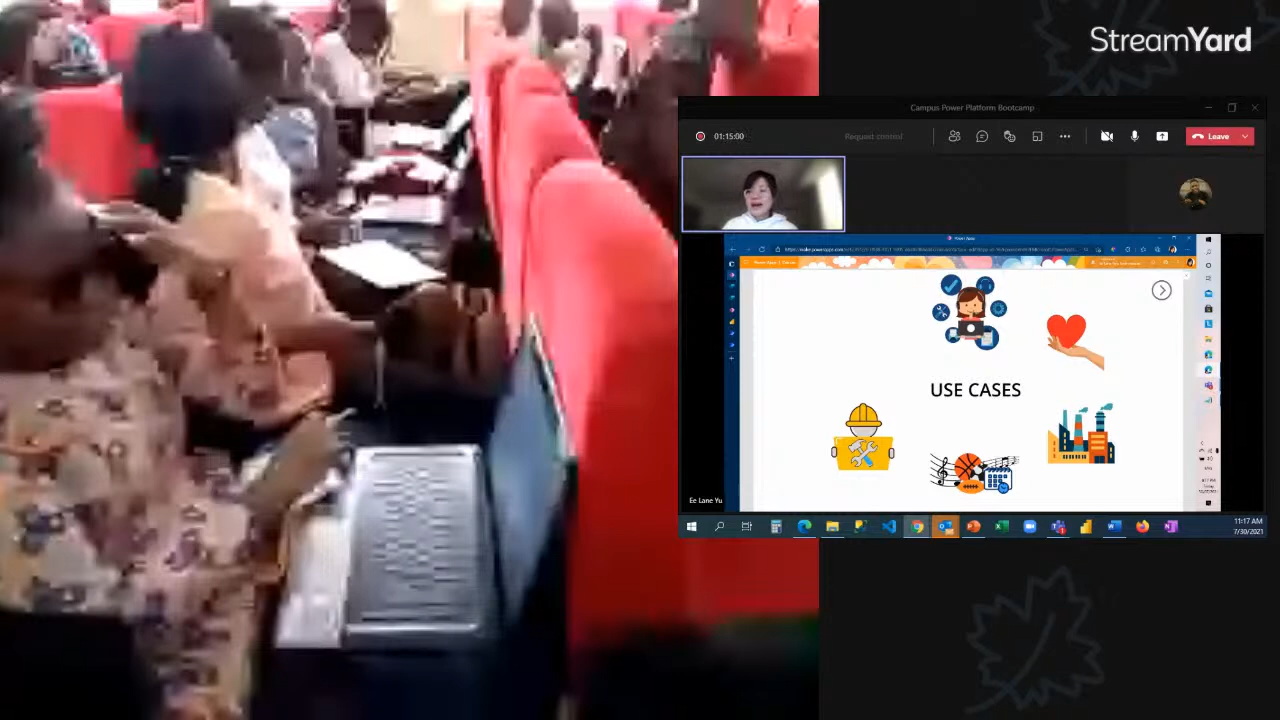 StreamYard
Campus Power Platform Bootcamp
01:15:00
Request control
Leave
USE CASES
Ee Lane Yu
11:17 AM
7/30/2021